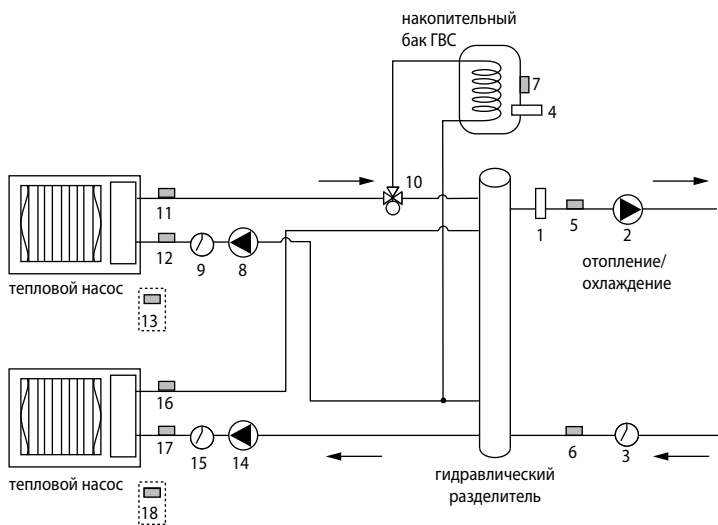 накопительный
бак ГВС
7
4
10
11
12
9
8
1
5
2
тепловой насос
отопление/
охлаждение
13
16
17
15
14
6
3
гидравлический
разделитель
тепловой насос
18